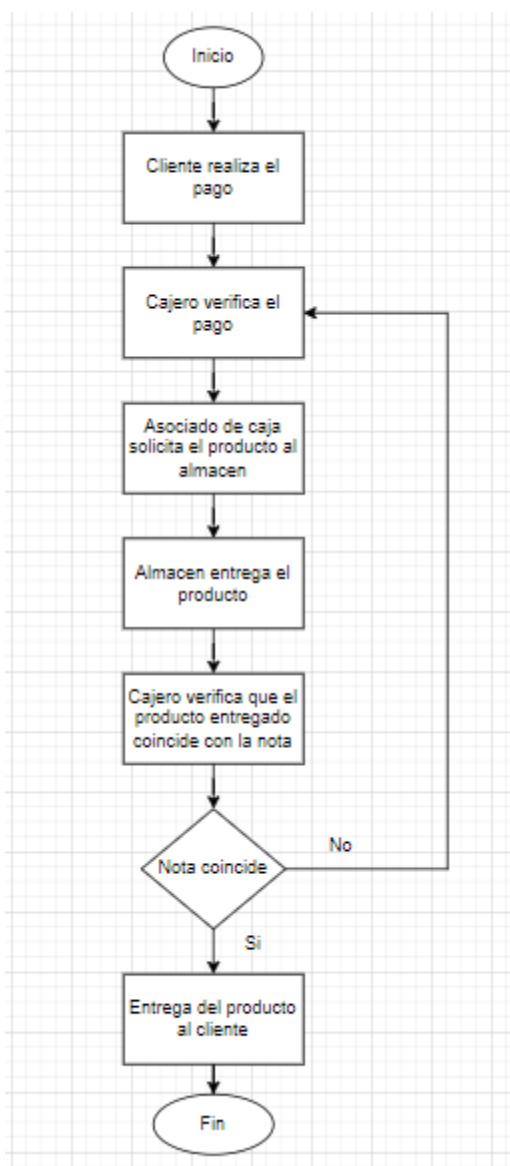 Inicio
Cliente realiza el
pago
Cajero verifica el
pago
Asociado de caja
solicita el producto al
almacen
Almacen entrega el
producto
Cajero verifica que el
producto entregado
coincide con la nota
Nota coincide
No
Si
Entrega del producto
al cliente
Fin